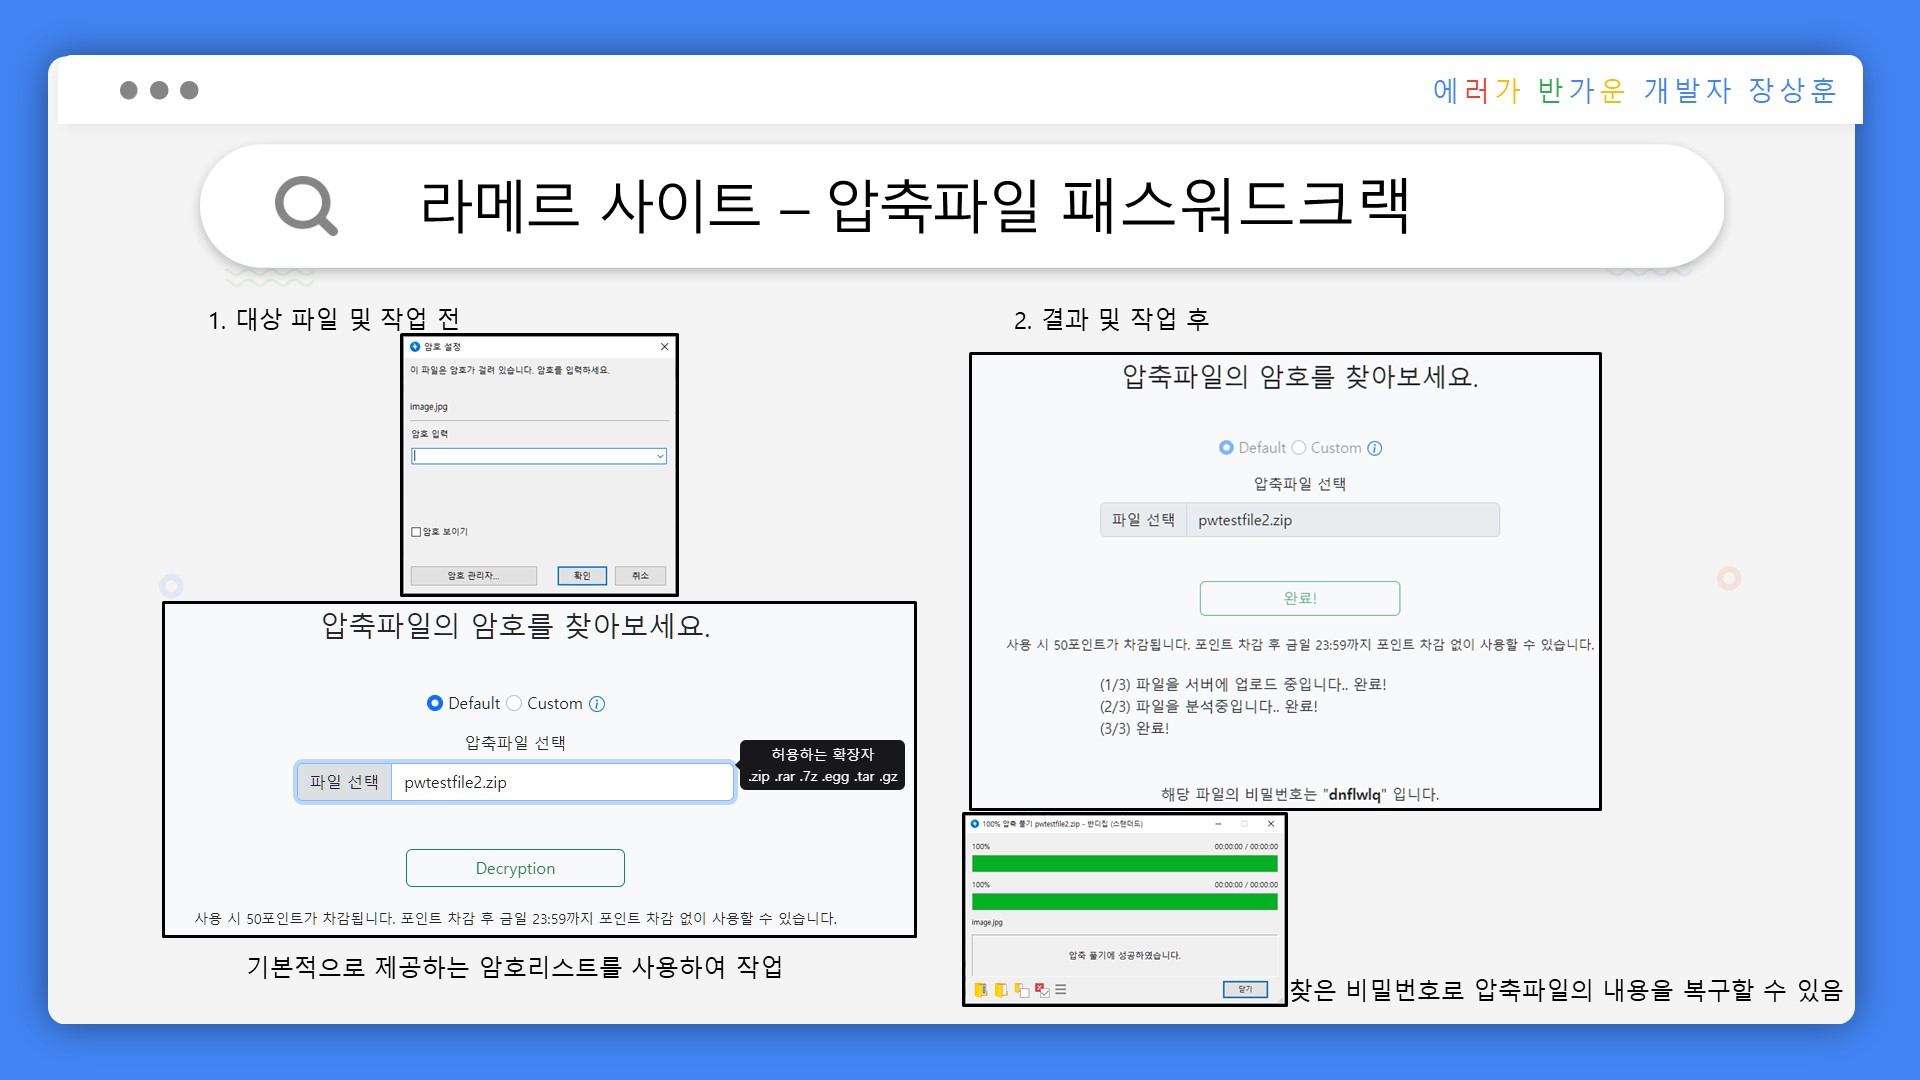 에러가 반가운 개발자 장상훈
라메르 사이트 – 압축파일 패스워드크랙
1. 대상 파일 및 작업 전
암호 설정
이 파일은 암호가 걸려 있습니다. 암호를 입력하세요.
image.jpg
암호 입력
암호 보이기
암호 관리자...
확인
취소
압축파일의 암호를 찾아보세요.
Default Custom
압축파일 선택
허용하는 확장자
.zip .rar .7z .egg .tar .gz
파일 선택 pwtestfile2.zip
Decryption
사용 시 50포인트가 차감됩니다. 포인트 차감 후 금일 23:59까지 포인트 차감 없이 사용할 수 있습니다.
기본적으로 제공하는 암호리스트를 사용하여 작업
2. 결과 및 작업 후
압축파일의 암호를 찾아보세요.
Default Custom
압축파일 선택
파일 선택 pwtestfile2.zip
완료!
사용 시 50포인트가 차감됩니다. 포인트 차감 후 금일 23:59까지 포인트 차감 없이 사용할 수 있습니다.
(1/3) 파일을 서버에 업로드 중입니다.. 완료!
(2/3) 파일을 분석중입니다.. 완료!
(3/3) 완료!
해당 파일의 비밀번호는 "dnflwlq" 입니다.
100% 압축 풀기 pwtestfile2.zip - 반디집 (스탠더드)
100% 00:00:00 / 00:00:00
100% 00:00:00 / 00:00:00
image.jpg
압축 풀기에 성공하였습니다.
닫기
찾은 비밀번호로 압축파일의 내용을 복구할 수 있음